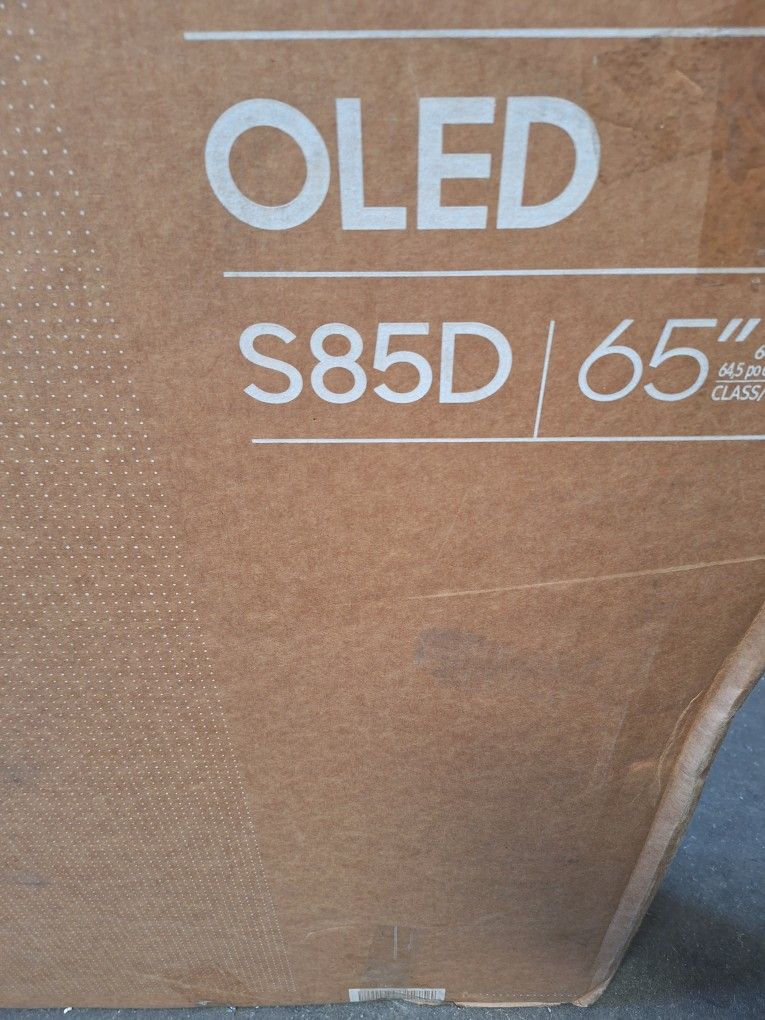 OLED
S85D | 65"
64,5 po
CLASS/